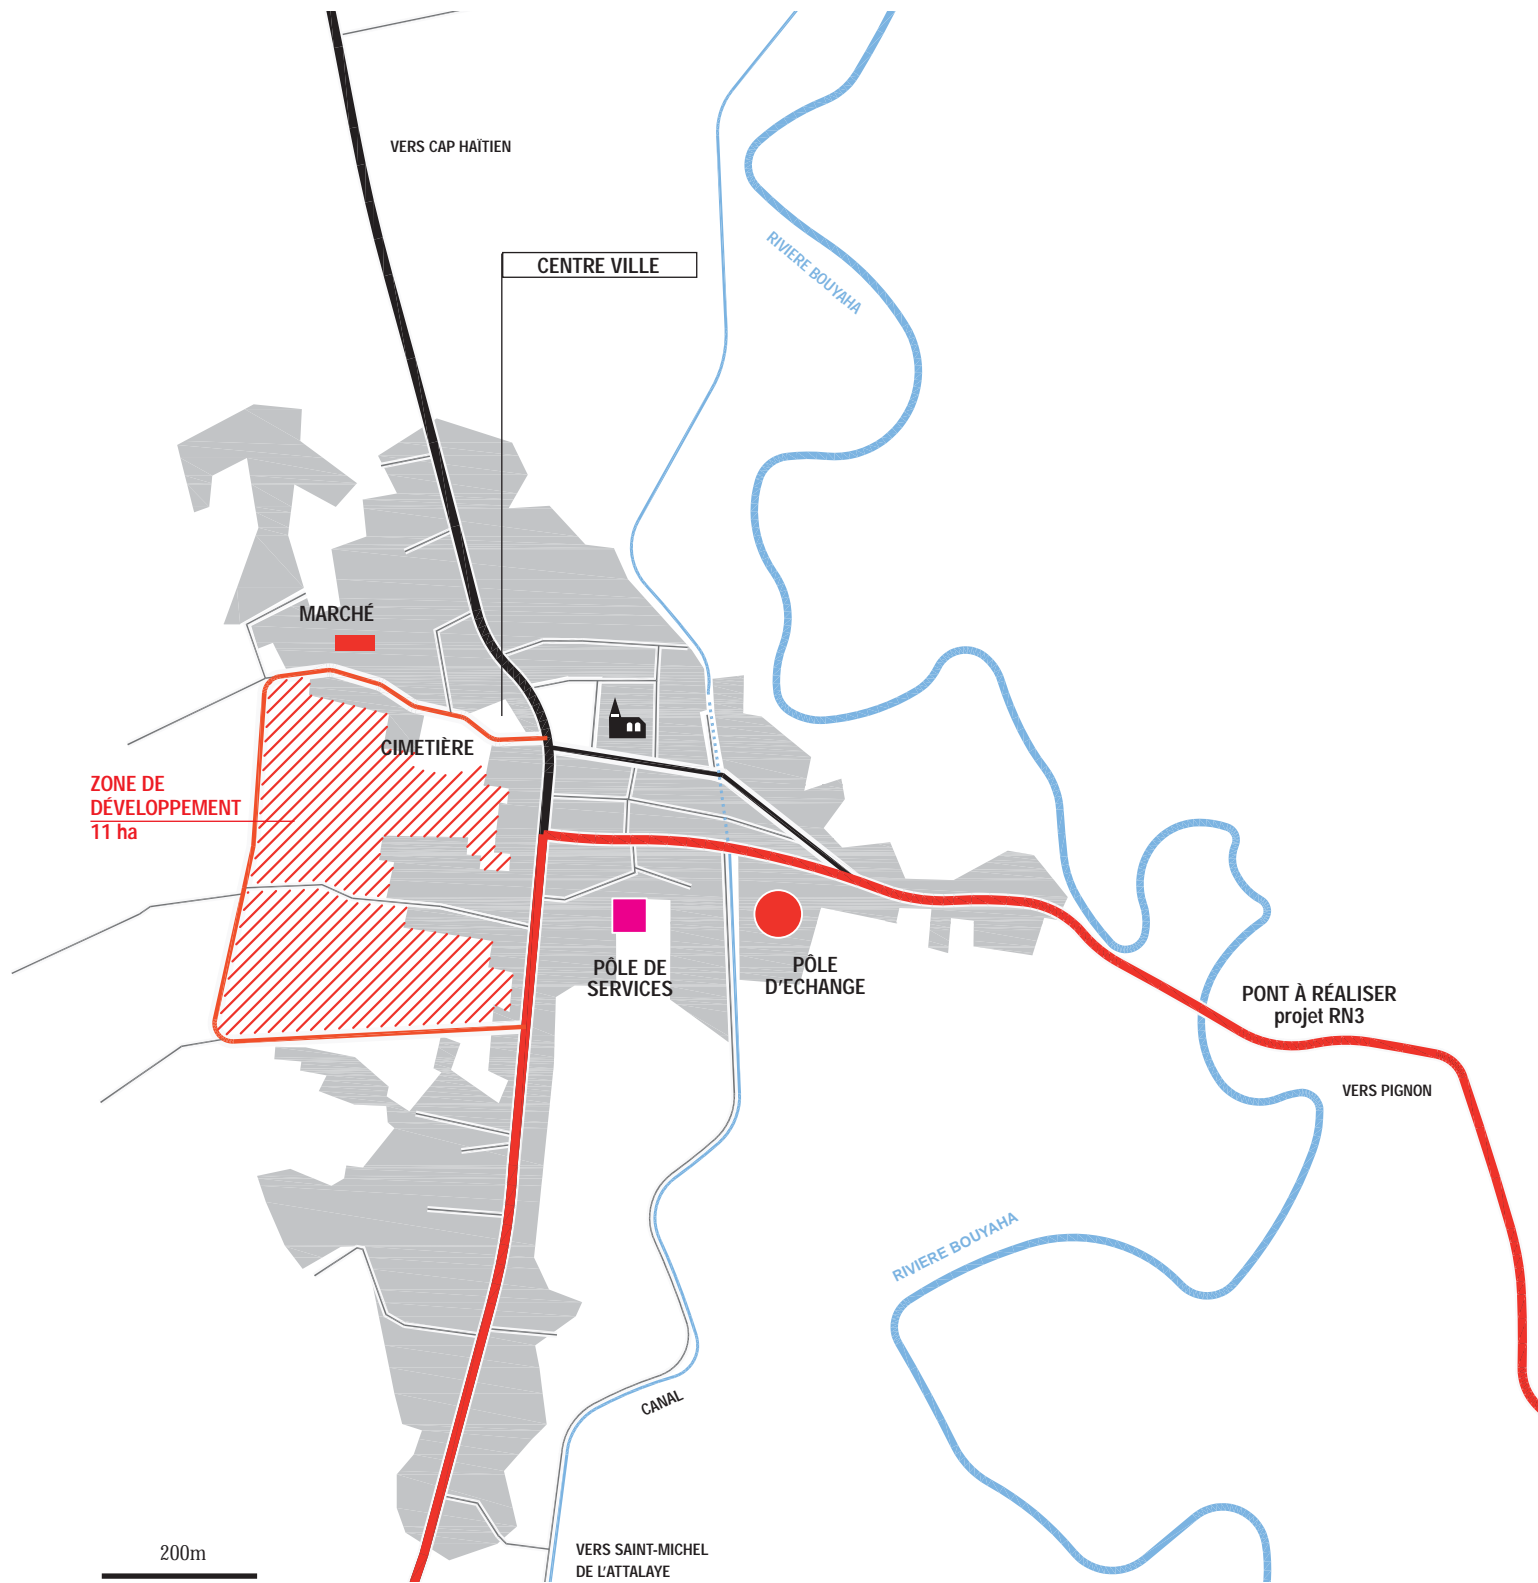 VERS CAP HAÏTIEN
CENTRE VILLE
RIVIERE BOUYAHA
MARCHÉ
CIMETIÈRE
ZONE DE
DÉVELOPPEMENT
11 ha
PÔLE DE
SERVICES
PÔLE
D'ECHANGE
PONT À RÉALISER
projet RN3
VERS PIGNON
RIVIERE BOUYAHA
CANAL
VERS SAINT-MICHEL
DE L'ATTALAYE
200m